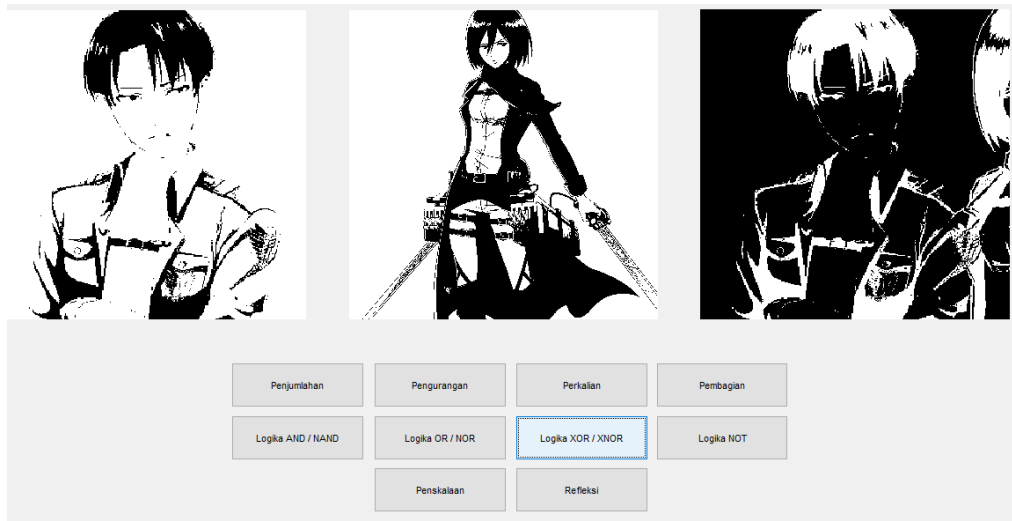 Penjumlahan
Pengurangan
Perkalian
Pembagian
Logika AND / NAND
Logika OR / NOR
Logika XOR / XNOR
Logika NOT
Penskalaan
Refleksi